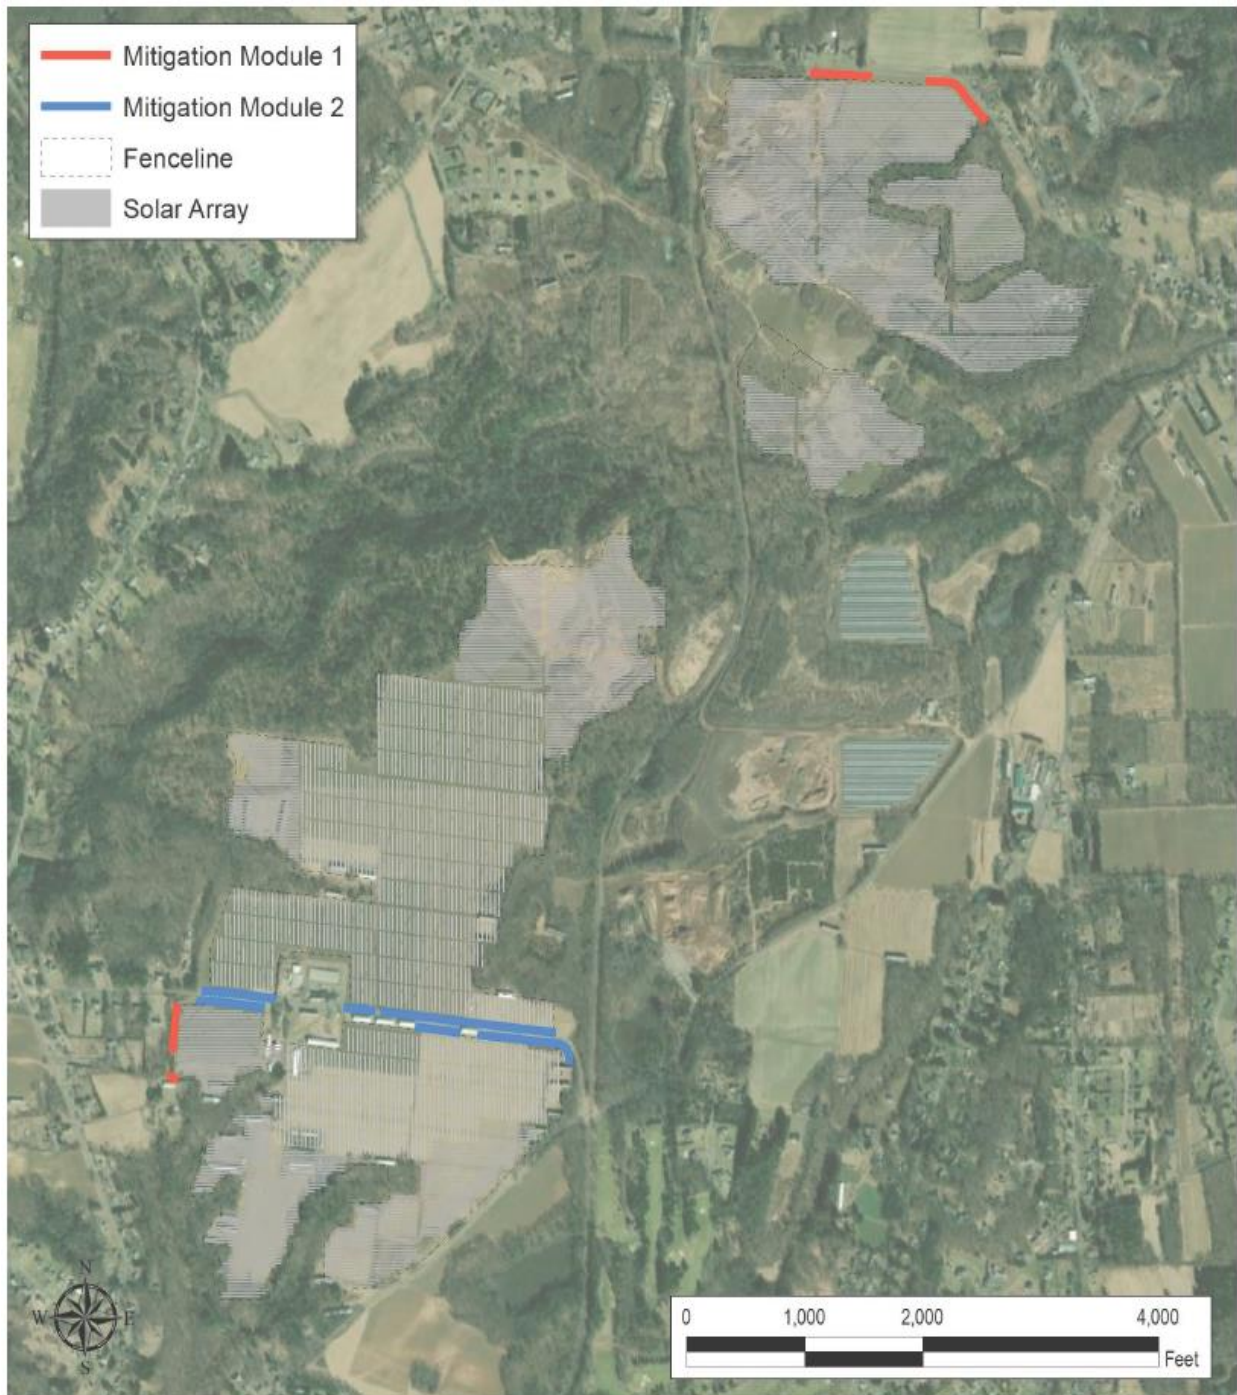 Mitigation Module 1
Mitigation Module 2
Fenceline
Solar Array
N
W E
S
0 1,000 2,000 4,000
Feet